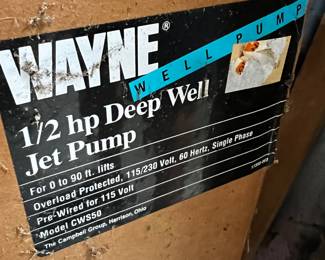 WAYNE®
WELL PUMP
1/2 hp Deep Well
Jet Pump
For 0 to 90 ft. lifts
Overload Protected, 115/230 Volt, 60 Hertz, Single Phase
Pre-Wired for 115 Volt
Model CWS50
The Campbell Group, Harrison, Ohio